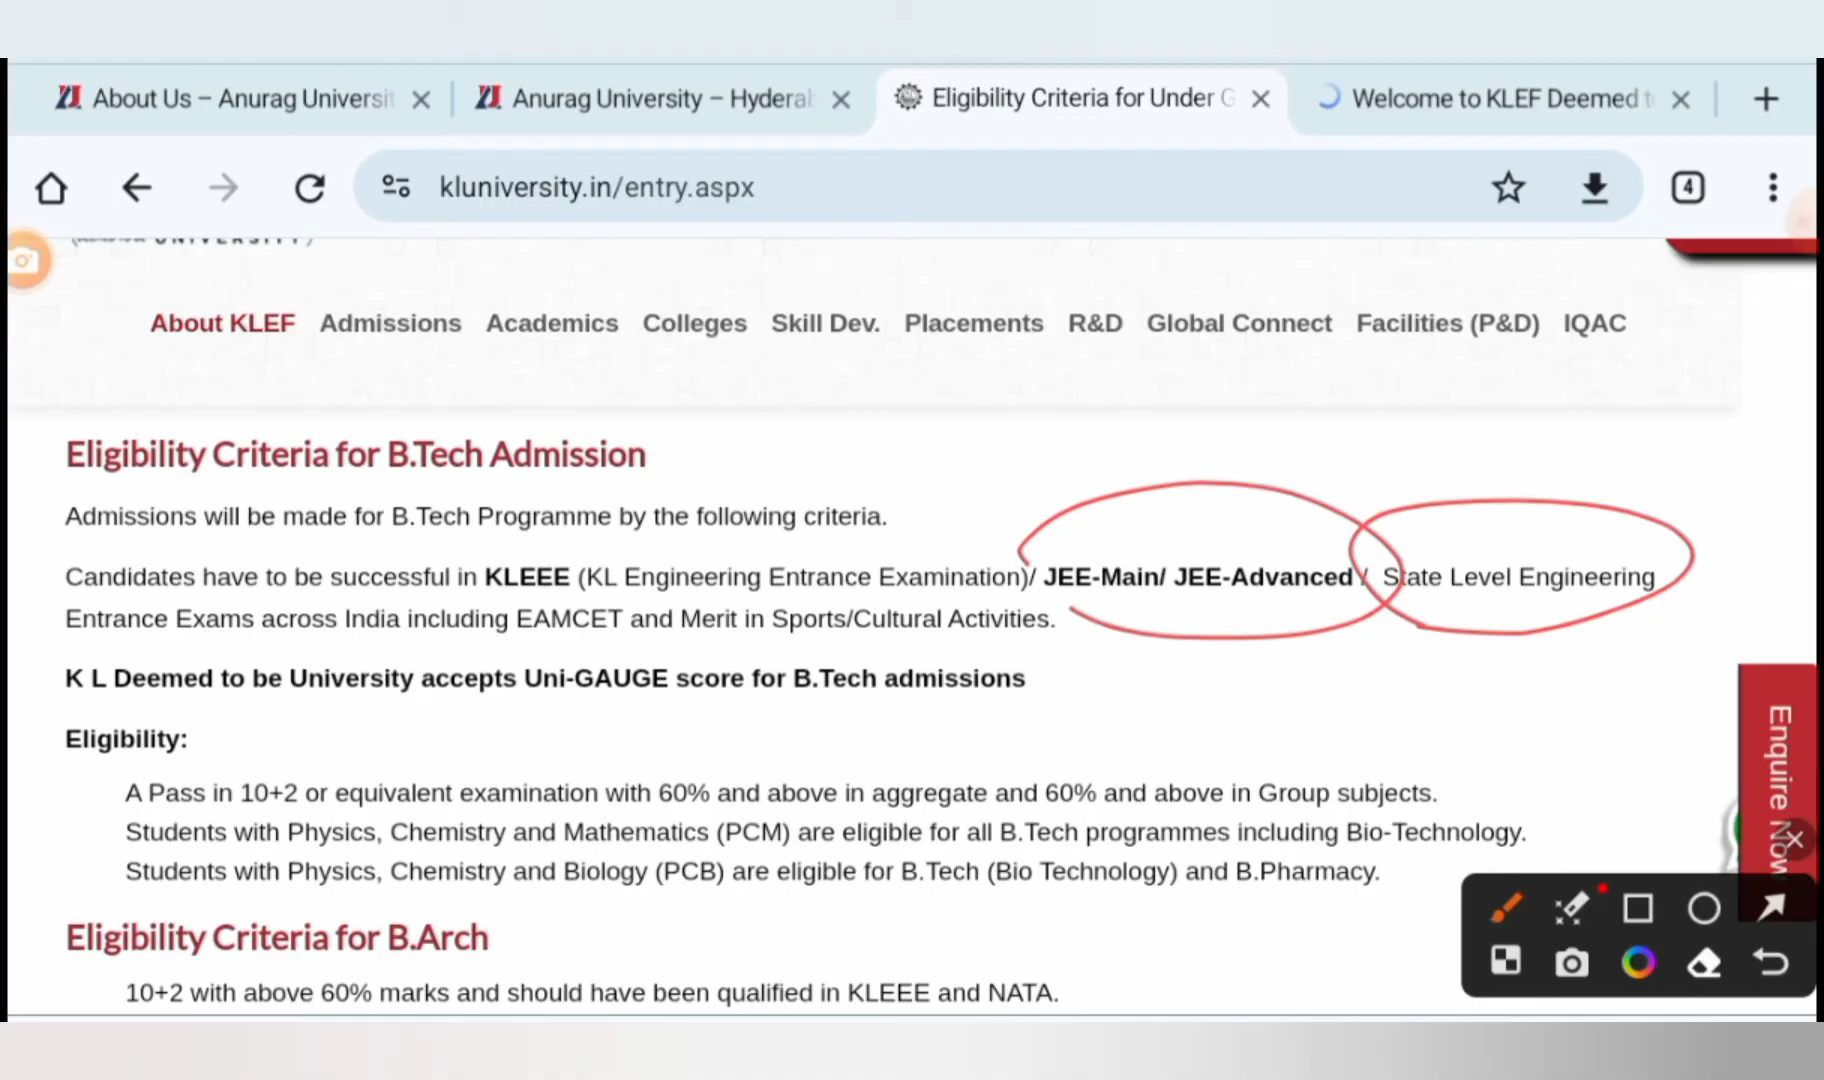 About Us – Anurag Universit
Anurag University – Hyderab
Eligibility Criteria for Under G
Welcome to KLEF Deemed t
kluniversity.in/entry.aspx
4
UNIVERSITY)
About KLEF Admissions Academics Colleges Skill Dev. Placements R&D Global Connect Facilities (P&D) IQAC
Eligibility Criteria for B.Tech Admission
Admissions will be made for B.Tech Programme by the following criteria.
Candidates have to be successful in KLEEE (KL Engineering Entrance Examination)/ JEE-Main/ JEE-Advanced / State Level Engineering
Entrance Exams across India including EAMCET and Merit in Sports/Cultural Activities.
K L Deemed to be University accepts Uni-GAUGE score for B.Tech admissions
Eligibility:
A Pass in 10+2 or equivalent examination with 60% and above in aggregate and 60% and above in Group subjects.
Students with Physics, Chemistry and Mathematics (PCM) are eligible for all B.Tech programmes including Bio-Technology.
Students with Physics, Chemistry and Biology (PCB) are eligible for B.Tech (Bio Technology) and B.Pharmacy.
Enquire Now
Eligibility Criteria for B.Arch
10+2 with above 60% marks and should have been qualified in KLEEE and NATA.